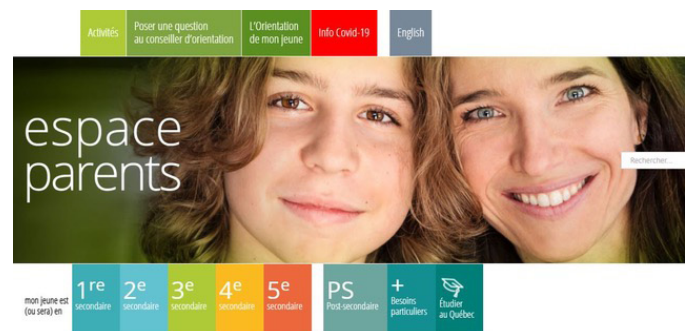 Activités
Poser une question
au conseiller d'orientation
L'Orientation
de mon jeune
Info Covid-19
English
espace
parents
Rechercher...
mon jeune est
(ou sera) en
1re
secondaire
2e
secondaire
3e
secondaire
4e
secondaire
5e
secondaire
PS
Post-secondaire
+
Besoins
particuliers
Étudier
au Québec